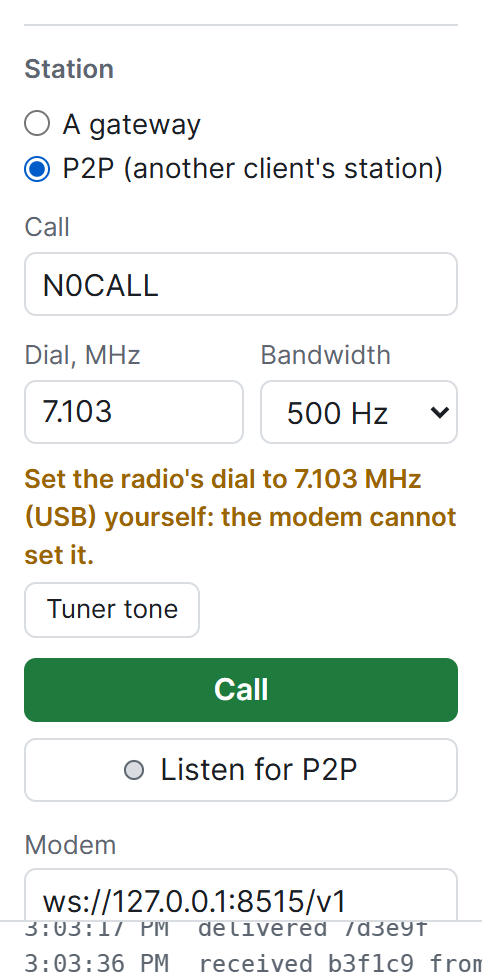 Station
A gateway
P2P (another client's station)
Call
N0CALL
Dial, MHz Bandwidth
7.103 500 Hz
Set the radio's dial to 7.103 MHz
(USB) yourself: the modem cannot
set it.
Tuner tone
Call
Listen for P2P
Modem
ws://127.0.0.1:8515/v1
3:03:17 PM delivered 7d3e9f
3:03:36 PM received b3f1c9 from